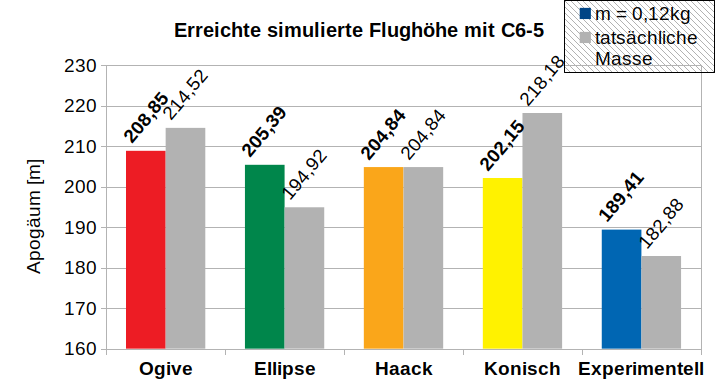 Erreichte simulierte Flughöhe mit C6-5
m = 0,12kg
tatsächliche
Masse
Apogäum [m]
230
220
210
200
190
180
170
160
208,85
214,52
205,39
194,92
204,84
204,84
202,15
218,18
189,41
182,88
Ogive
Ellipse
Haack
Konisch
Experimentell